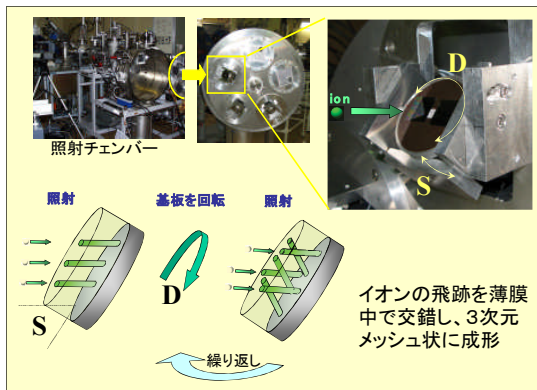 D
ion
S
照射チェンバー
照射 基板を回転 照射
D
S
イオンの飛跡を薄膜
中で交錯し、３次元
メッシュ状に成形
繰り返し